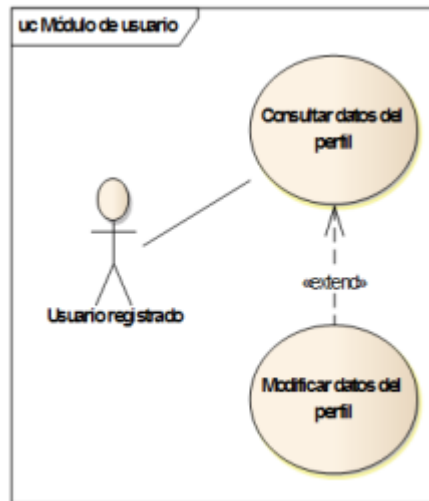 uc Módulo de usuario
Consultar datos del
perfil
Usuario registrado
«extend»
Modificar datos del
perfil